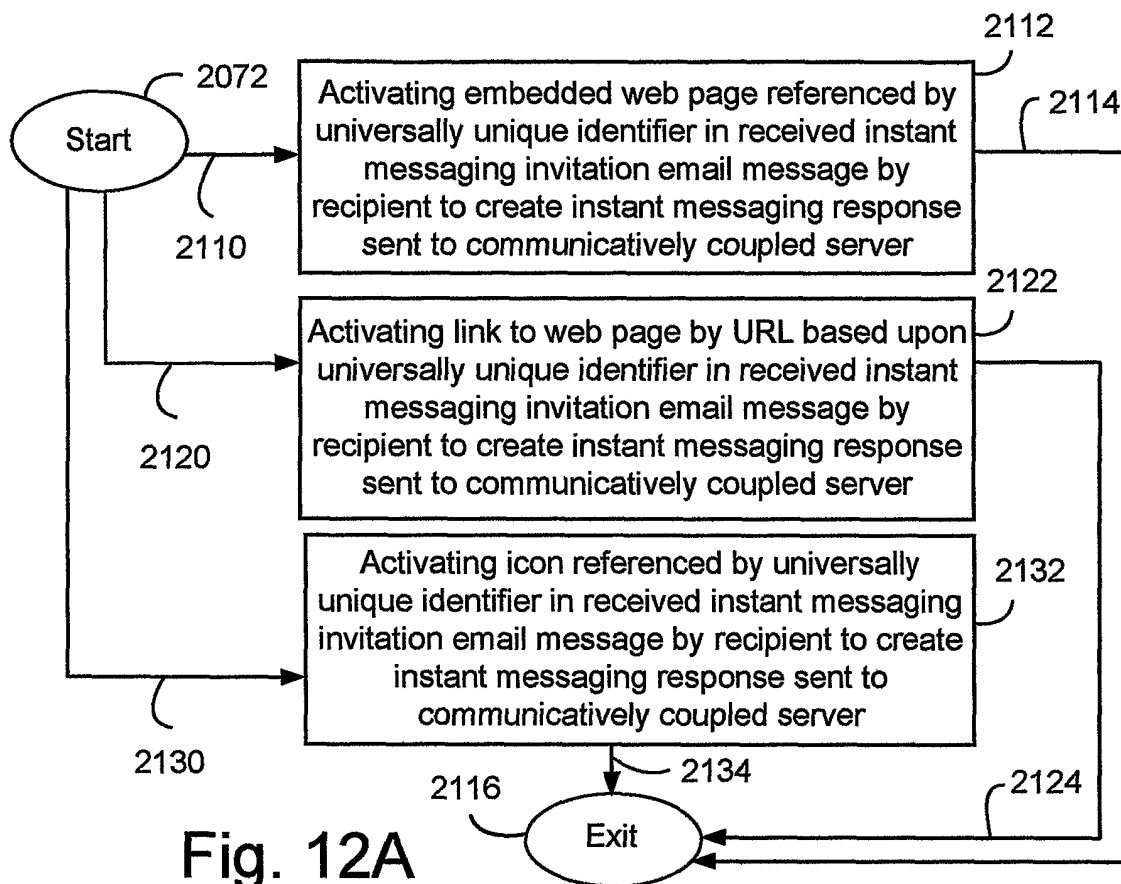 2112
2072
Start
Activating embedded web page referenced by
universally unique identifier in received instant
messaging invitation email message by
recipient to create instant messaging response
sent to communicatively coupled server
2114
2110
2122
Activating link to web page by URL based upon
universally unique identifier in received instant
messaging invitation email message by
recipient to create instant messaging response
sent to communicatively coupled server
2120
Activating icon referenced by universally
unique identifier in received instant messaging
invitation email message by recipient to create
instant messaging response sent to
communicatively coupled server
2132
2130
2134
2116
2124
Exit
Fig. 12A